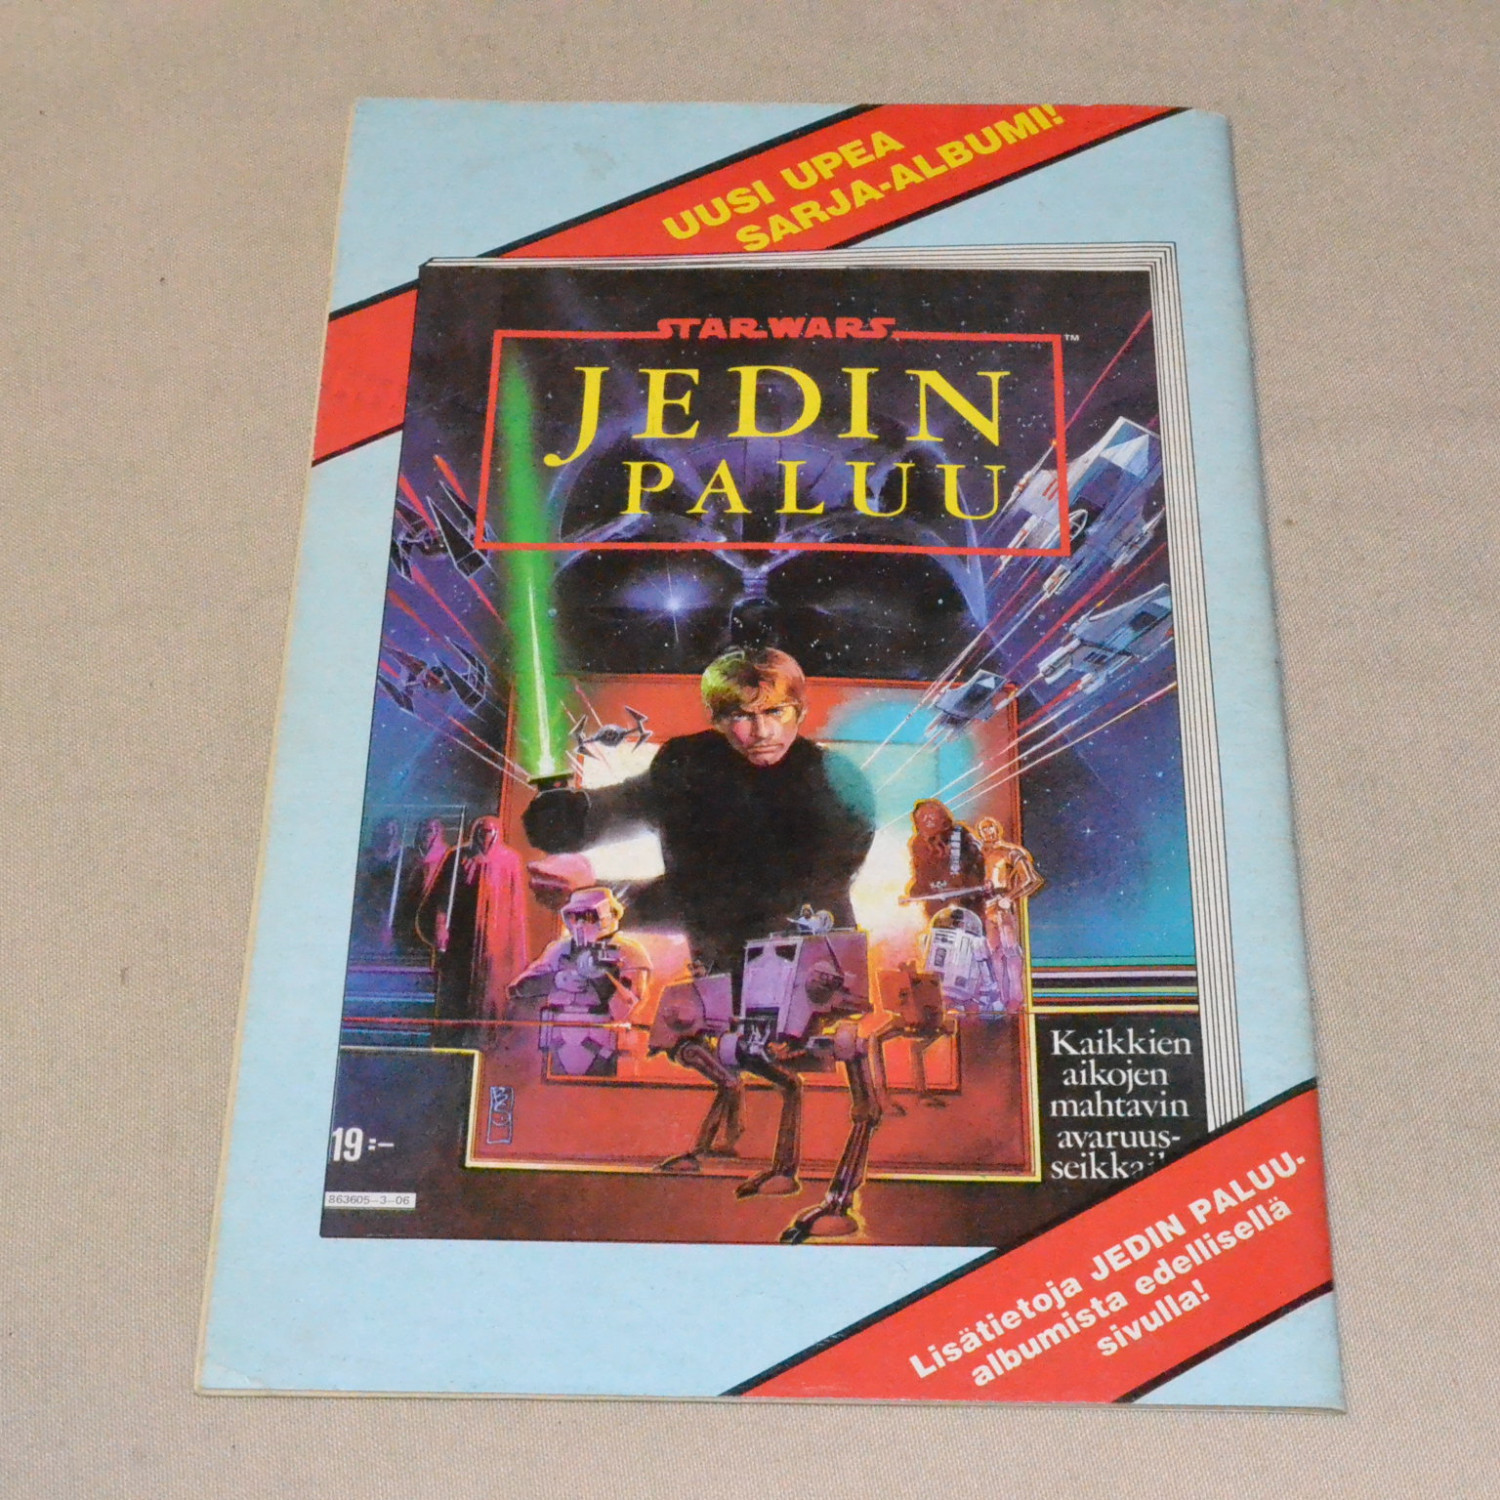 UUSI UPEA
SARJA-ALBUMI!
STAR WARS
TM
JEDIN
PALUU
Kaikkien
aikojen
mahtavin
avaruus-
19:-
863605-3-06
Lisätietoja JEDIN PALUU-
albumista edellisellä
sivulla!